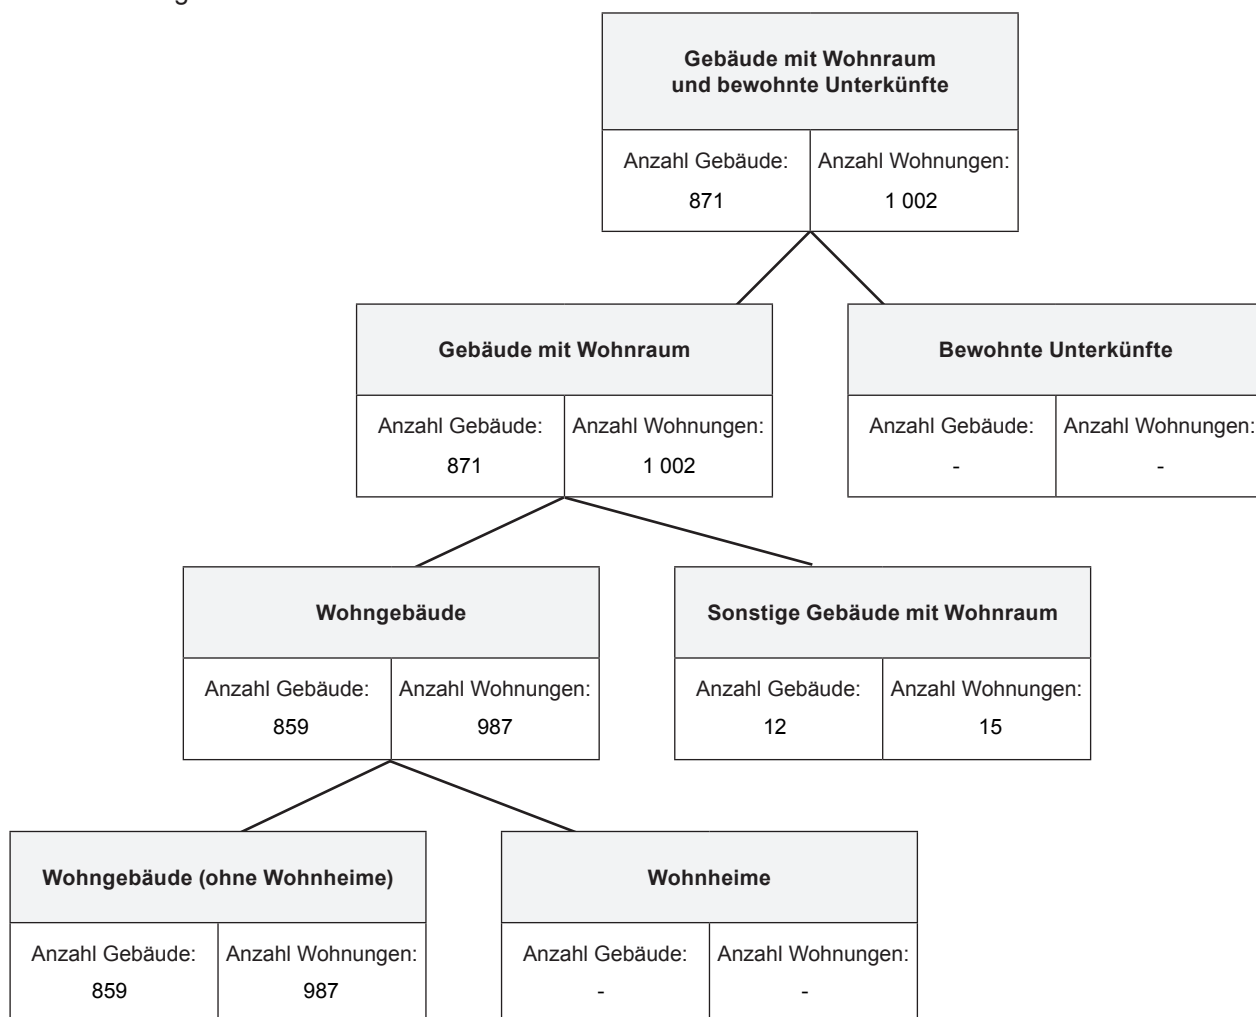 Gebäude mit Wohnraum
und bewohnte Unterkünfte
Anzahl Gebäude: Anzahl Wohnungen:
871 1 002
Gebäude mit Wohnraum Bewohnte Unterkünfte
Anzahl Gebäude: Anzahl Wohnungen: Anzahl Gebäude: Anzahl Wohnungen:
871 1 002 - -
Wohngebäude Sonstige Gebäude mit Wohnraum
Anzahl Gebäude: Anzahl Wohnungen: Anzahl Gebäude: Anzahl Wohnungen:
859 987 12 15
Wohngebäude (ohne Wohnheime) Wohnheime
Anzahl Gebäude: Anzahl Wohnungen: Anzahl Gebäude: Anzahl Wohnungen:
859 987 - -